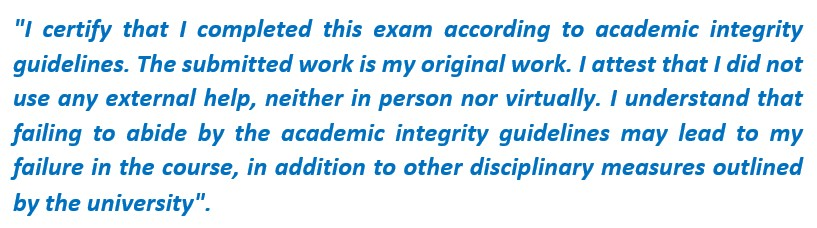 "I certify that I completed this exam according to academic integrity
guidelines. The submitted work is my original work. I attest that I did not
use any external help, neither in person nor virtually. I understand that
failing to abide by the academic integrity guidelines may lead to my
failure in the course, in addition to other disciplinary measures outlined
by the university".